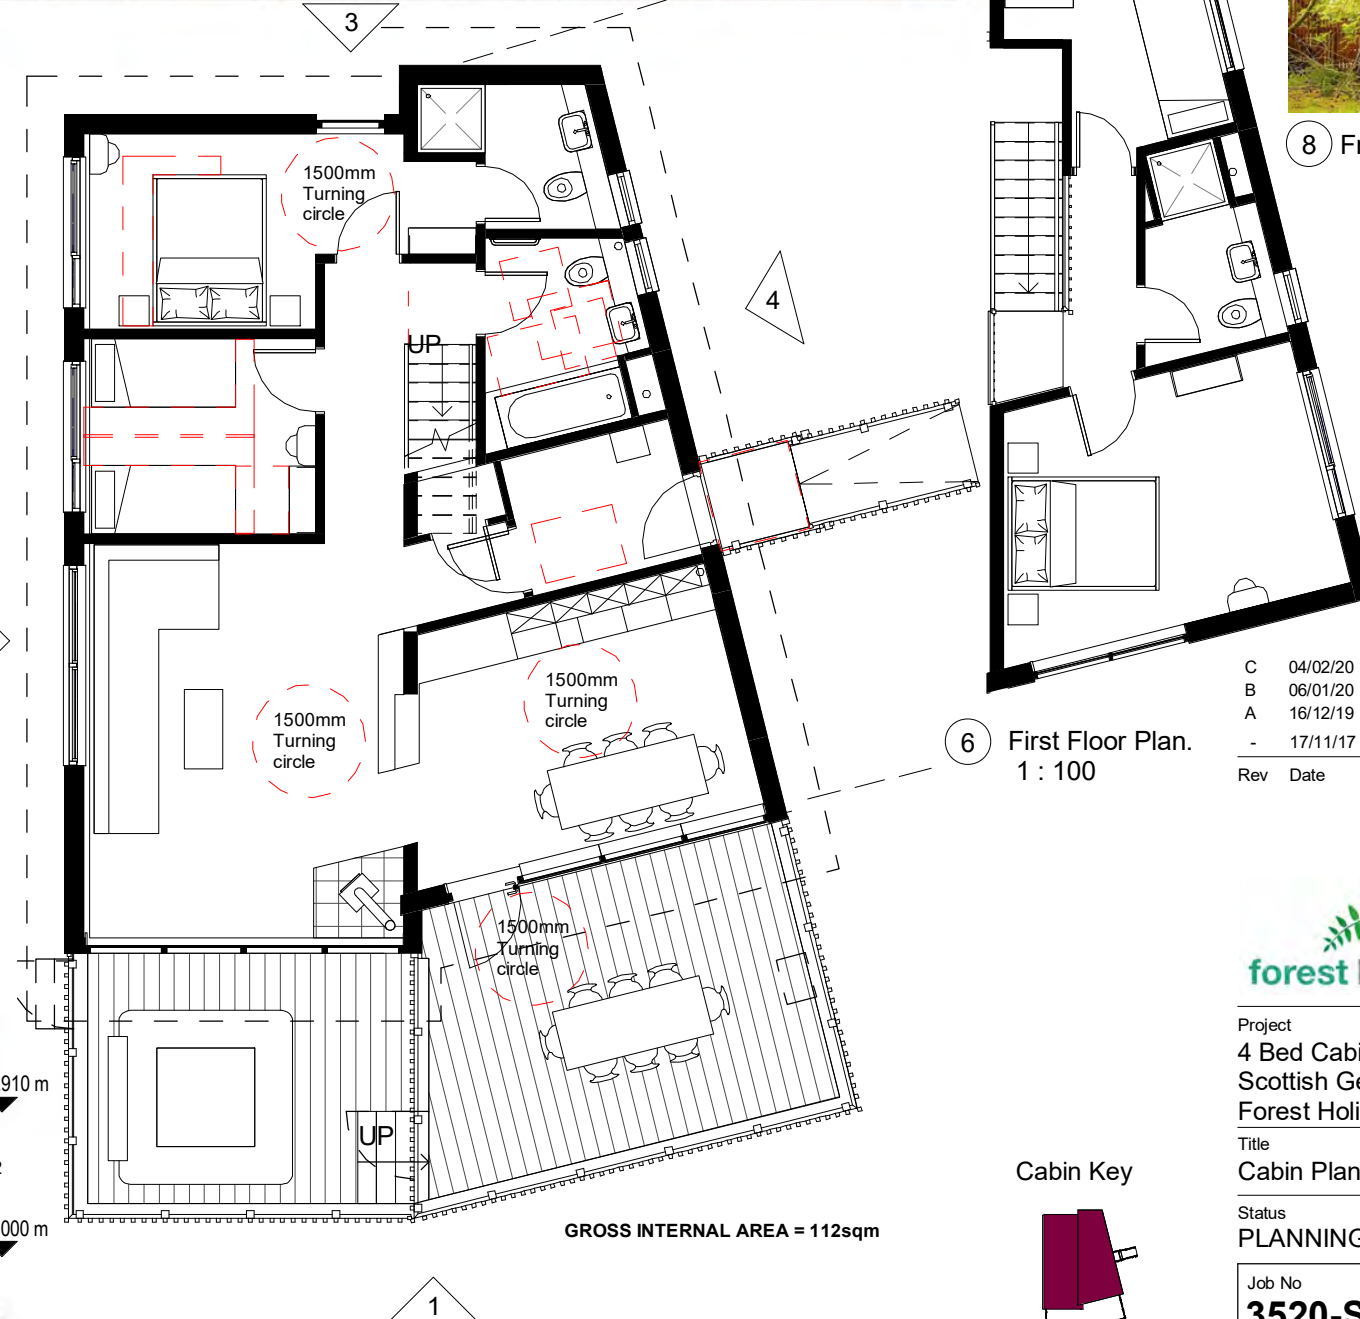 3
1500mm
Turning
circle
4
UP
8
1500mm
Turning
circle
1500mm
Turning
circle
6
First Floor Plan.
1 : 100
C 04/02/20
B 06/01/20
A 16/12/19
- 17/11/17
Rev Date
1500mm
Turning
circle
forest
910 m
UP
000 m
GROSS INTERNAL AREA = 112sqm
1
Cabin Key
Project
4 Bed Cabi
Scottish Ge
Forest Holi
Title
Cabin Plan
Status
PLANNING
Job No
3520-S